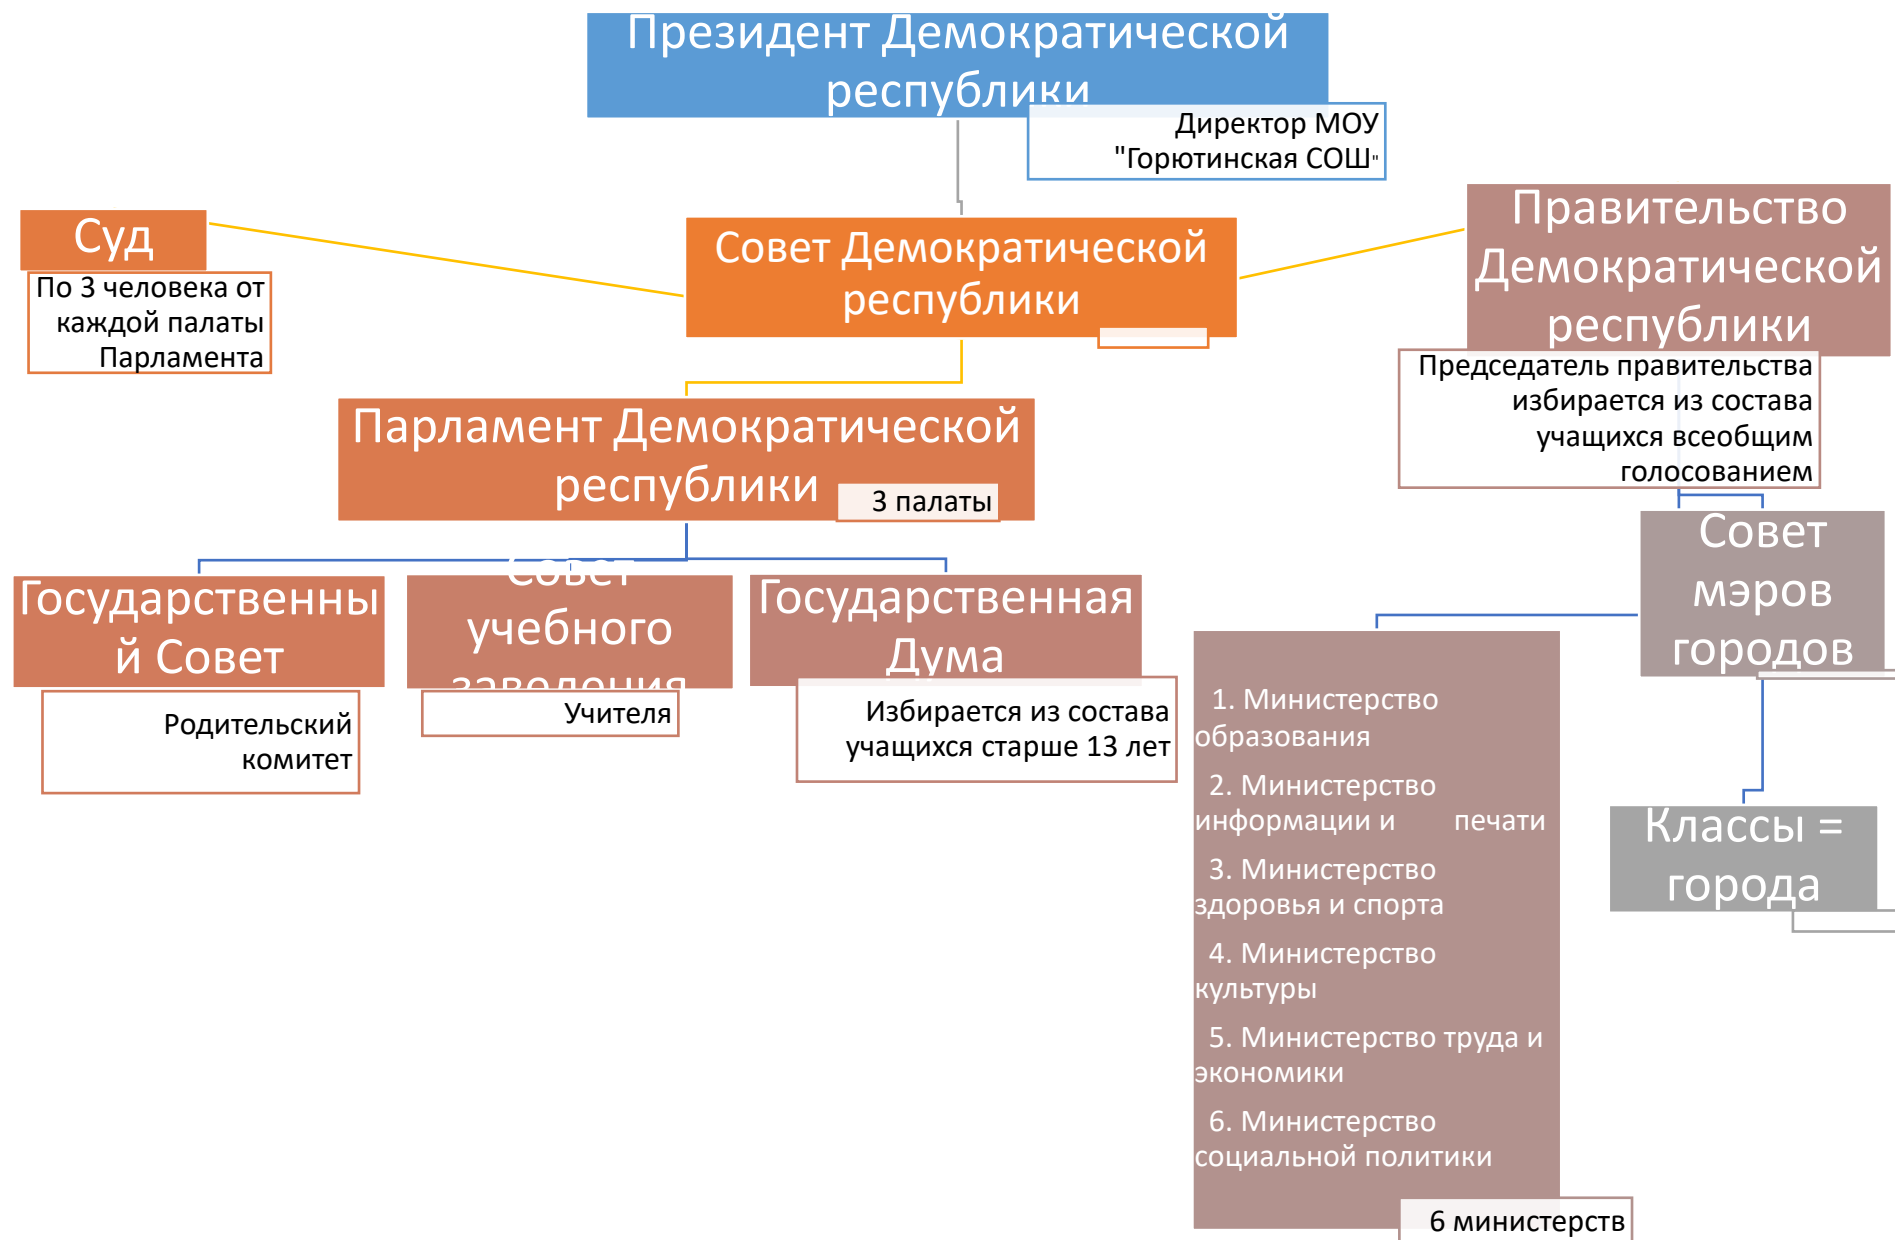 Президент Демократической
республики
Директор МОУ
"Горютинская СОШ"
Суд
По 3 человека от
каждой палаты
Парламента
Совет Демократической
республики
Правительство
Демократической
республики
Председатель правительства
избирается из состава
учащихся всеобщим
голосованием
Парламент Демократической
республики
3 палаты
Государственны
й Совет
Родительский
комитет
Совет
учебного
заведения
Учителя
Государственная
Дума
Избирается из состава
учащихся старше 13 лет
Совет
мэров
городов
1. Министерство
образования
2. Министерство
информации и печати
3. Министерство
здоровья и спорта
4. Министерство
культуры
5. Министерство труда и
экономики
6. Министерство
социальной политики
6 министерств
Классы =
города